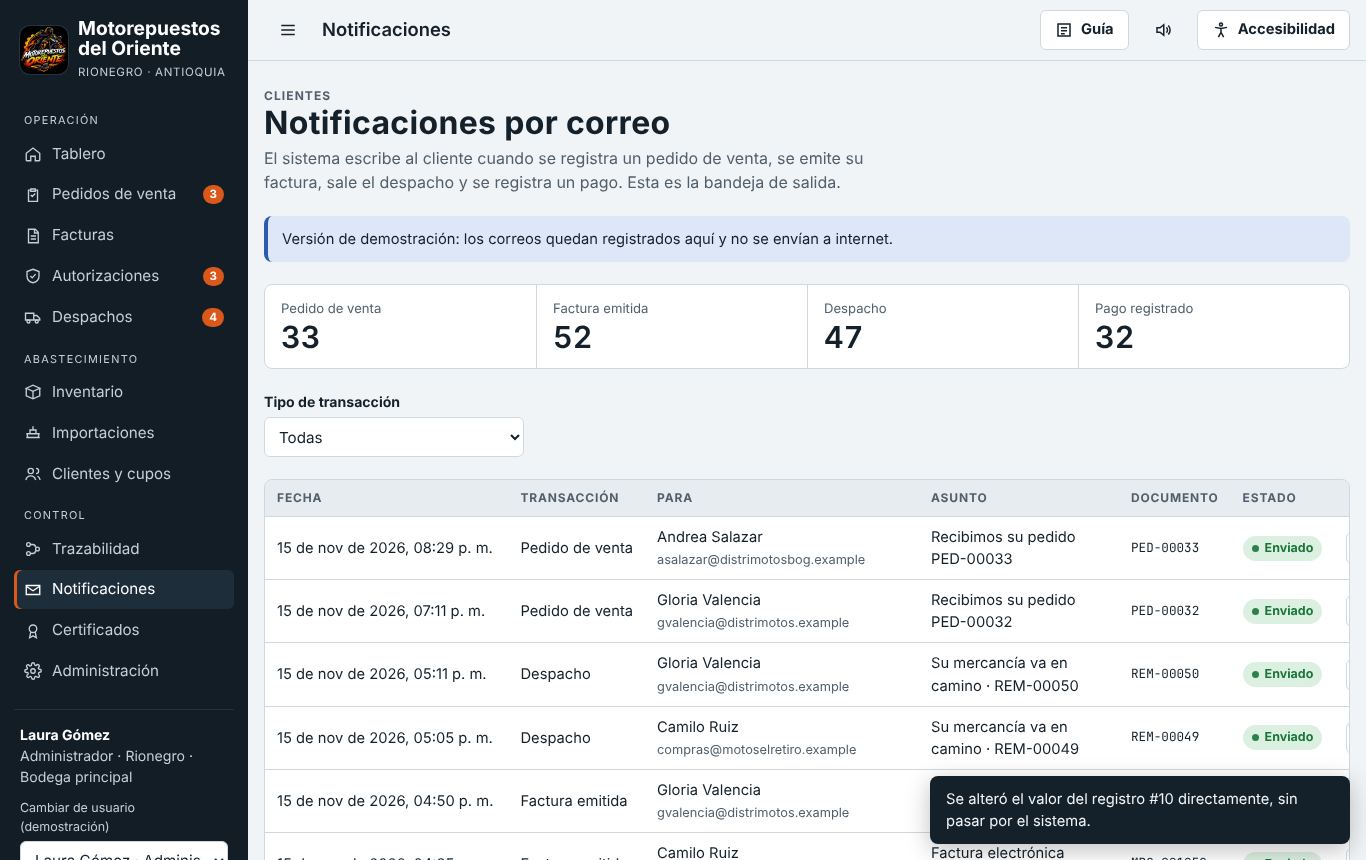 Motorepuestos
del Oriente
RIONEGRO · ANTIOQUIA
MOTOREPUESTOS
ORIENTE
OPERACIÓN
Tablero
Pedidos de venta 3
Facturas
Autorizaciones 3
Despachos 4
ABASTECIMIENTO
Inventario
Importaciones
Clientes y cupos
CONTROL
Trazabilidad
Notificaciones
Certificados
Administración
Laura Gómez
Administrador · Rionegro ·
Bodega principal
Cambiar de usuario
(demostración)
Laura Gómez · Adminis
Notificaciones
Guía
Accesibilidad
CLIENTES
Notificaciones por correo
El sistema escribe al cliente cuando se registra un pedido de venta, se emite su
factura, sale el despacho y se registra un pago. Esta es la bandeja de salida.
Versión de demostración: los correos quedan registrados aquí y no se envían a internet.
Pedido de venta
33
Factura emitida
52
Despacho
47
Pago registrado
32
Tipo de transacción
Todas
FECHA TRANSACCIÓN PARA ASUNTO DOCUMENTO ESTADO
15 de nov de 2026, 08:29 p. m. Pedido de venta Andrea Salazar asalazar@distrimotosbog.example Recibimos su pedido PED-00033 PED-00033 Enviado
15 de nov de 2026, 07:11 p. m. Pedido de venta Gloria Valencia gvalencia@distrimotos.example Recibimos su pedido PED-00032 PED-00032 Enviado
15 de nov de 2026, 05:11 p. m. Despacho Gloria Valencia gvalencia@distrimotos.example Su mercancía va en camino · REM-00050 REM-00050 Enviado
15 de nov de 2026, 05:05 p. m. Despacho Camilo Ruiz compras@motoselretiro.example Su mercancía va en camino · REM-00049 REM-00049 Enviado
15 de nov de 2026, 04:50 p. m. Factura emitida Gloria Valencia gvalencia@distrimotos.example
Camilo Ruiz Factura electrónica
Se alteró el valor del registro #10 directamente, sin
pasar por el sistema.